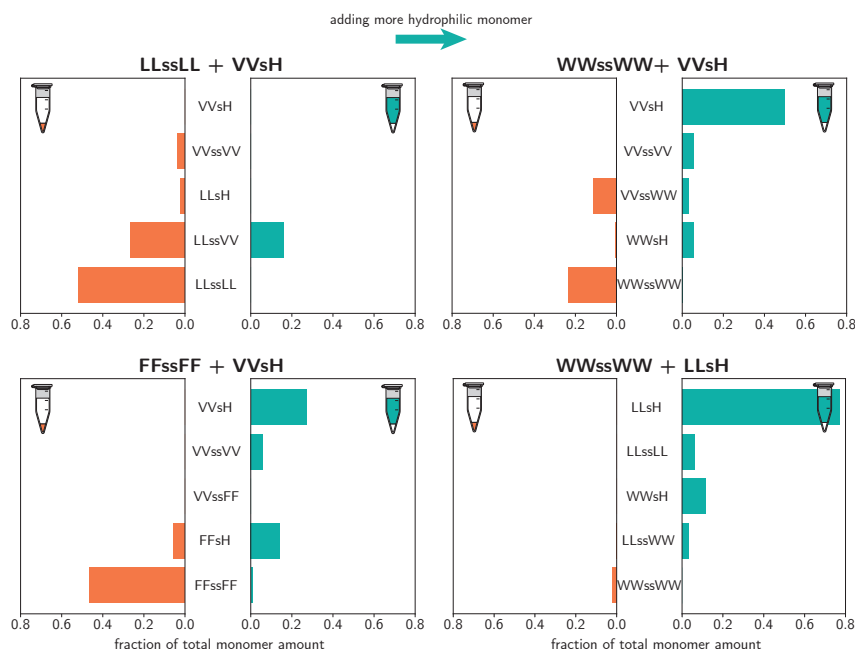 adding more hydrophilic monomer
LLssLL + VVsH
VVsH
VVssVV
LLsH
LLssVV
LLssLL
0.8 0.6 0.4 0.2 0.0 0.0 0.2 0.4 0.6 0.8
WWssWW+ VVsH
VVsH
VVssVV
VVssWW
WWsH
WWssWW
0.8 0.6 0.4 0.2 0.0 0.0 0.2 0.4 0.6 0.8
FFssFF + VVsH
VVsH
VVssVV
VVssFF
FFsH
FFssFF
0.8 0.6 0.4 0.2 0.0 0.0 0.2 0.4 0.6 0.8
fraction of total monomer amount
WWssWW + LLsH
LLsH
LLssLL
WWsH
LLssWW
WWssWW
0.8 0.6 0.4 0.2 0.0 0.0 0.2 0.4 0.6 0.8
fraction of total monomer amount